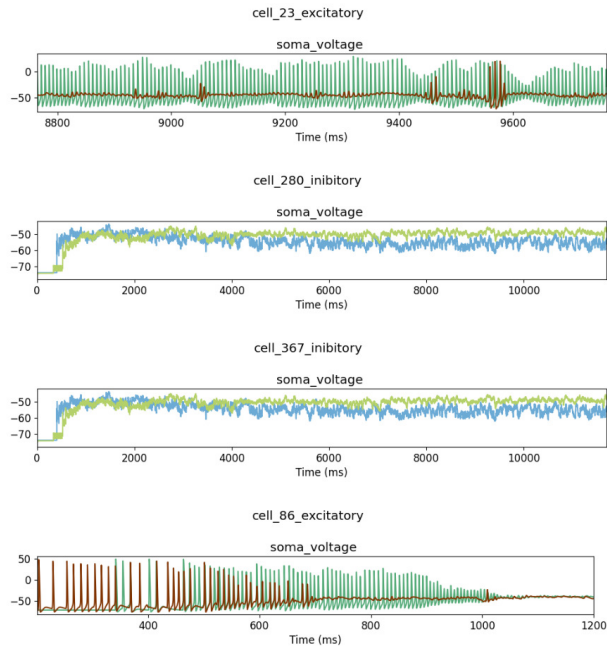 cell_23_excitatory
soma_voltage
0
−50
8800 9000 9200 9400 9600
Time (ms)
cell_280_inibitory
soma_voltage
−50
−60
−70
0 2000 4000 6000 8000 10000
Time (ms)
cell_367_inibitory
soma_voltage
−50
−60
−70
0 2000 4000 6000 8000 10000
Time (ms)
cell_86_excitatory
soma_voltage
50
0
−50
400 600 800 1000 1200
Time (ms)